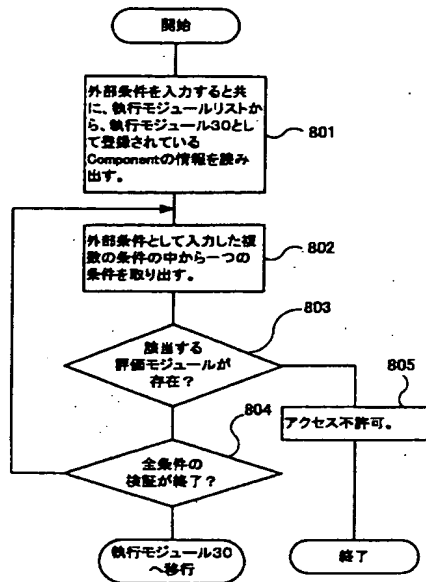 開始
外部条件を入力すると共
に、執行モジュールリストか
ら、執行モジュール30とし
て登録されている
Componentの情報を読み
出す。
801
外部条件として入力した複
数の条件の中から一つの
条件を取り出す。
802
803
該当する
評価モジュールが
存在?
805
アクセス不許可。
804
全条件の
検証が終了?
執行モジュール30
へ移行
終了